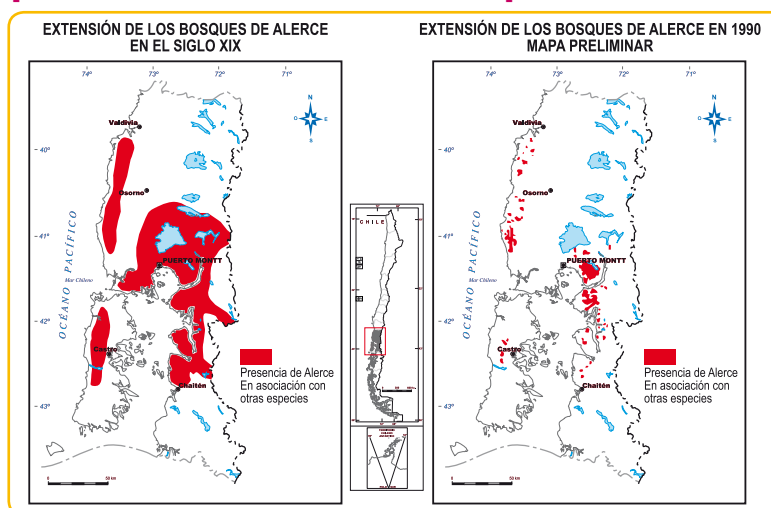 EXTENSIÓN DE LOS BOSQUES DE ALERCE
EN EL SIGLO XIX
74º 73º 72º 71º
N
O E
S
Valdivia
40º
Osorno
OCÉANO PACÍFICO
41º
PUERTO MONTT
Mar Chileno
42º
Castro
Presencia de Alerce
En asociación con
otras especies
Chaitén
43º
0 50 km
CHILE
EXTENSIÓN DE LOS BOSQUES DE ALERCE EN 1990
MAPA PRELIMINAR
74º 73º 72º 71º
N
O E
S
Valdivia
40º
Osorno
OCÉANO PACÍFICO
41º
PUERTO MONTT
Mar Chileno
42º
Castro
Presencia de Alerce
En asociación con
otras especies
Chaitén
43º
0 50 km